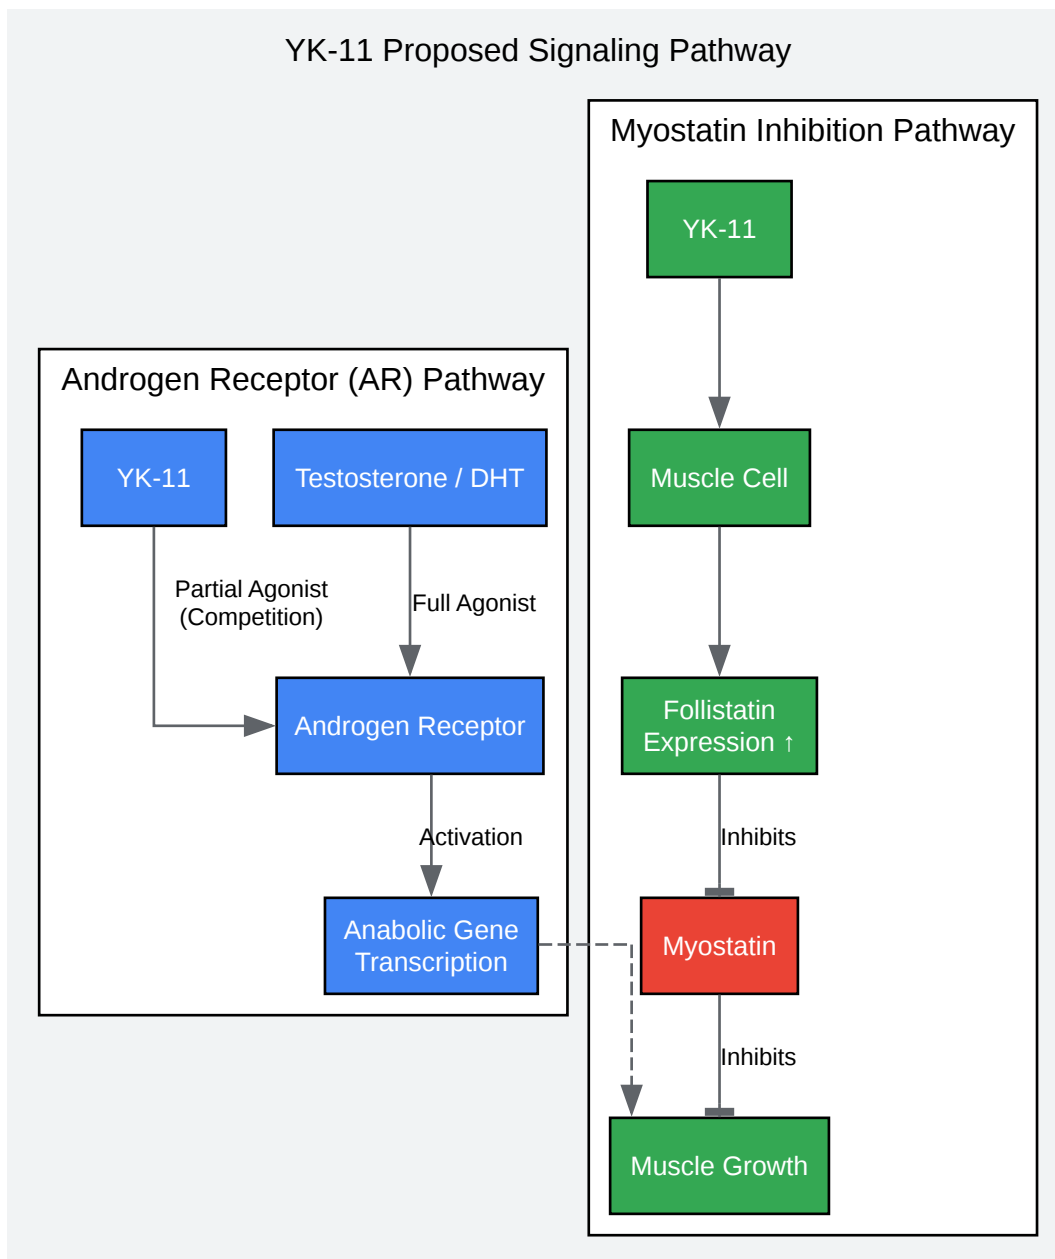 YK-11 Proposed Signaling Pathway
Myostatin Inhibition Pathway
YK-11
Androgen Receptor (AR) Pathway
YK-11
Testosterone / DHT
Muscle Cell
Partial Agonist
(Competition)
Full Agonist
Androgen Receptor
Follistatin
Expression ↑
Activation
Inhibits
Anabolic Gene
Transcription
Myostatin
Inhibits
Muscle Growth